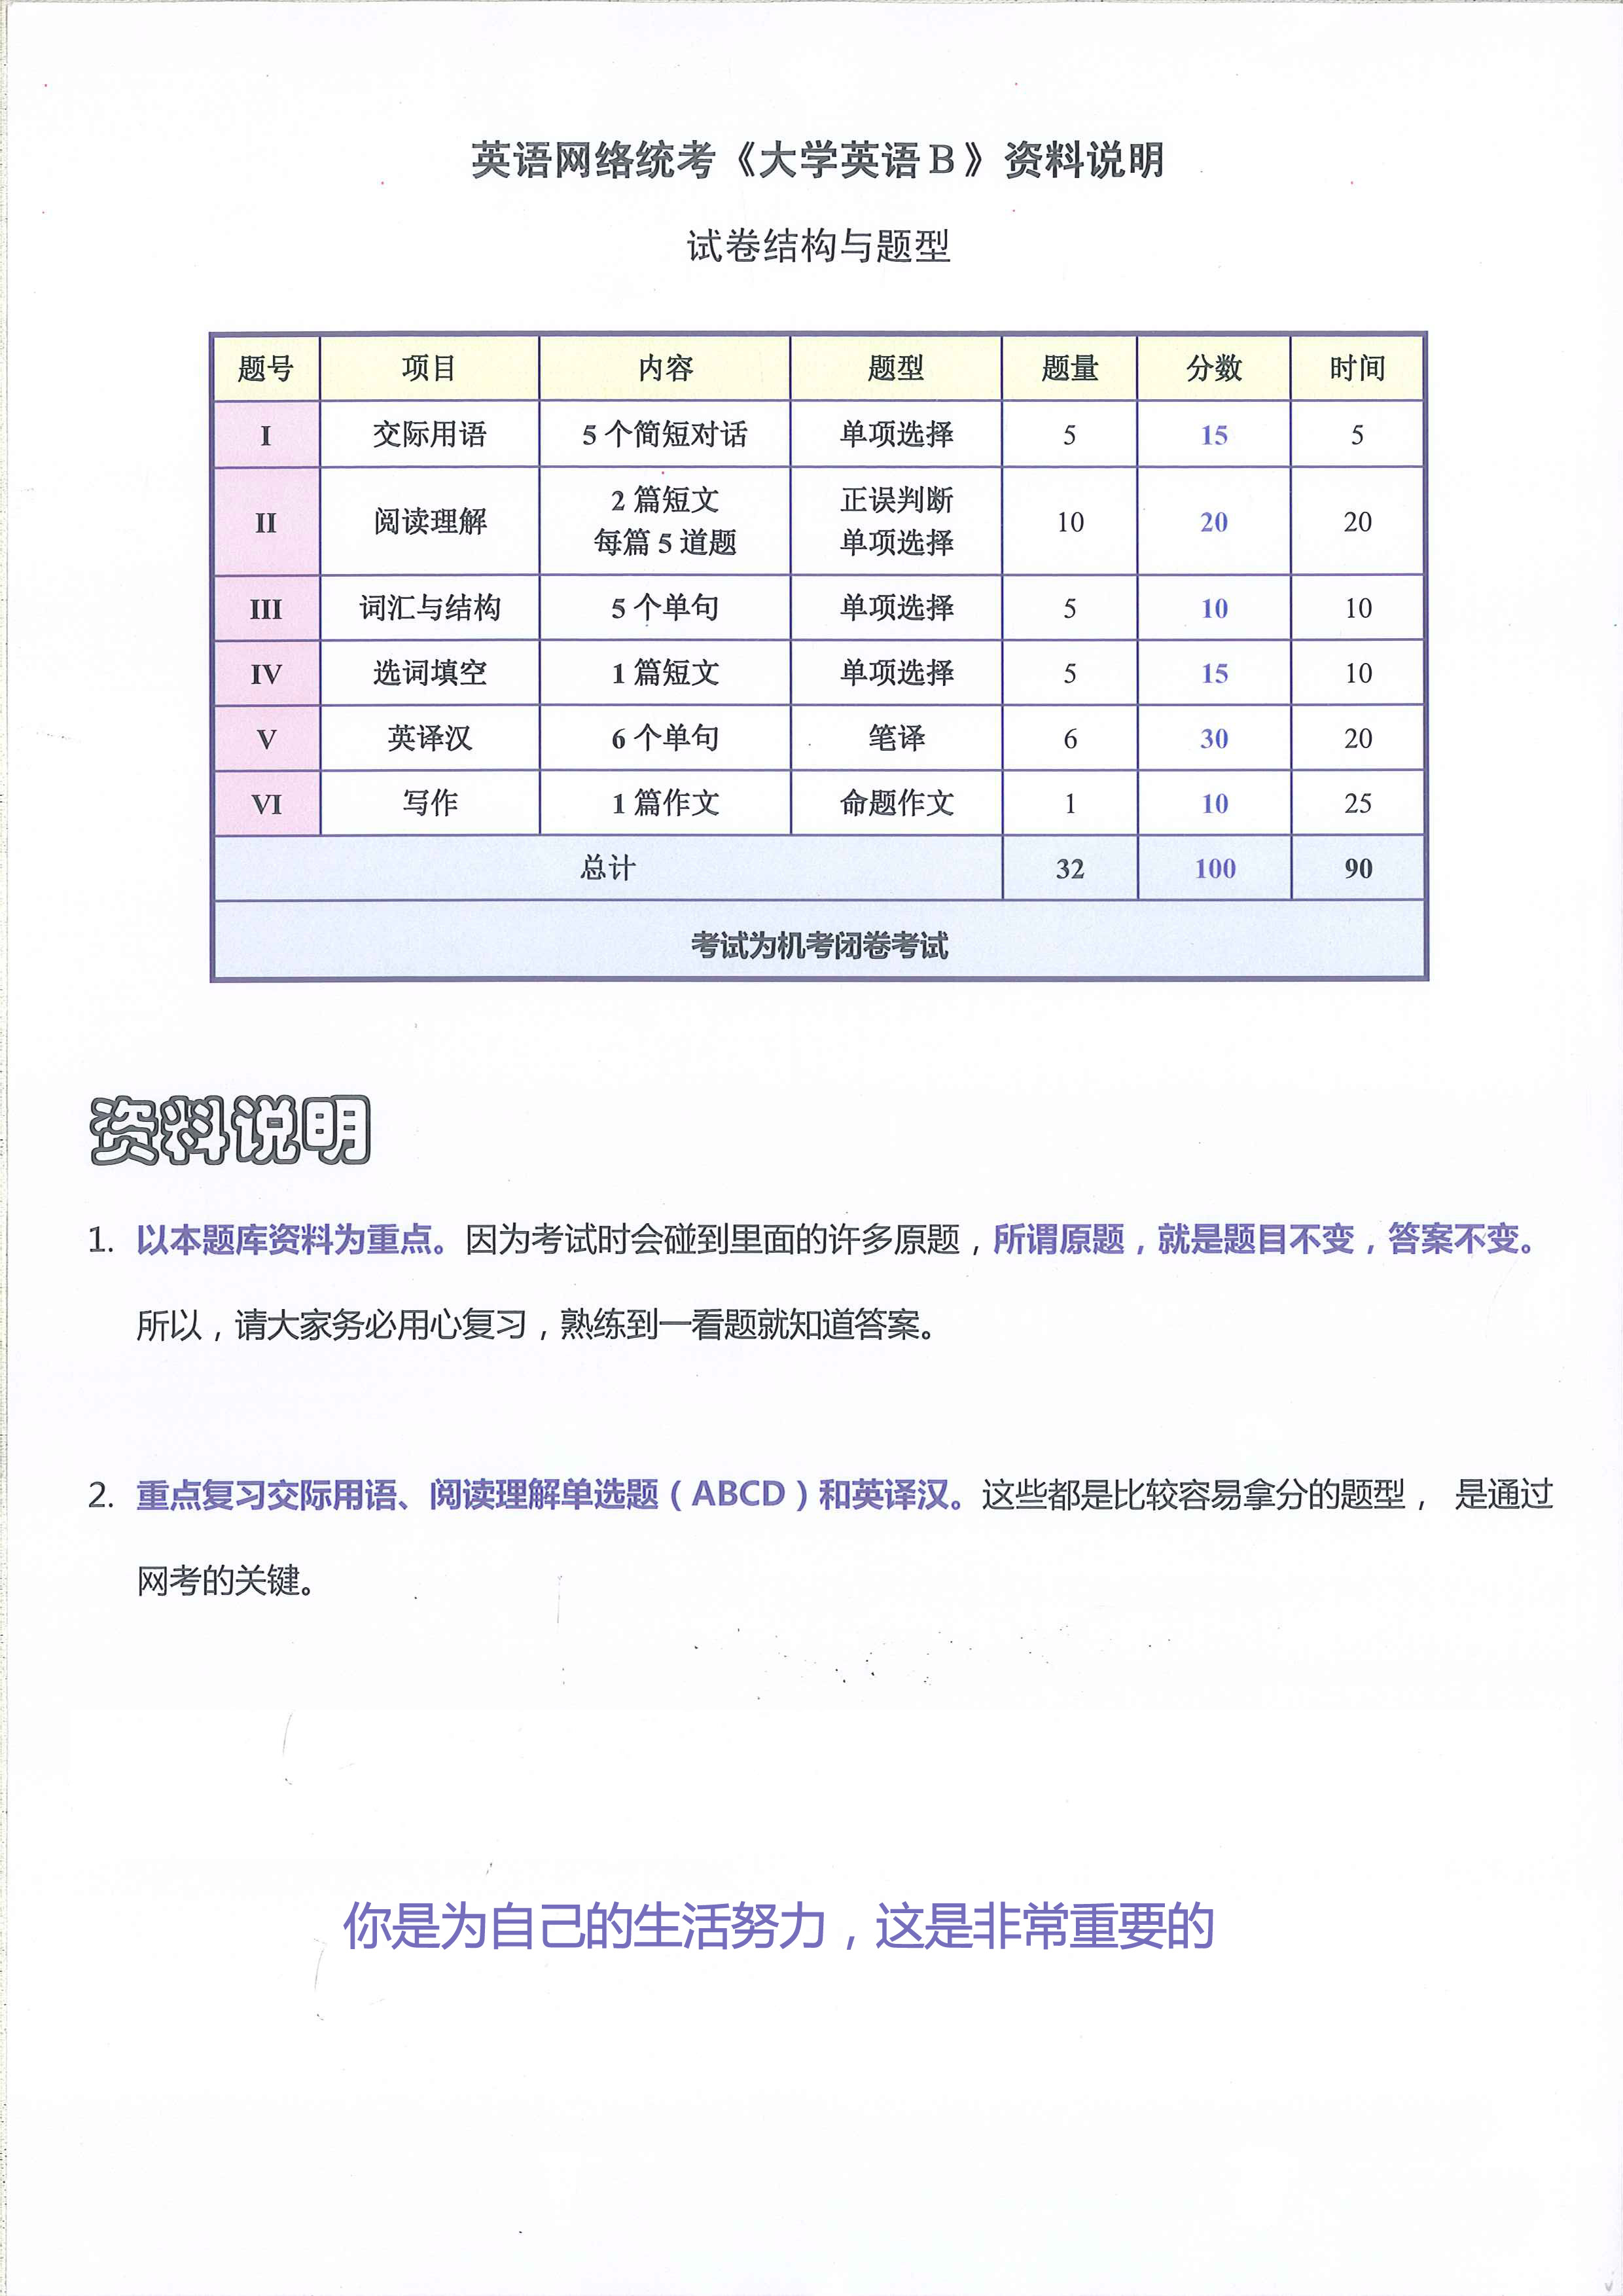 英语网络统考《大学英语B》资料说明
试卷结构与题型
题号 项目 内容 题型 题量 分数 时间
I 交际用语 5个简短对话 单项选择 5 15 5
II 阅读理解 2篇短文 每篇5道题 正误判断 单项选择 10 20 20
III 词汇与结构 5个单句 单项选择 5 10 10
IV 选词填空 1篇短文 单项选择 5 15 10
V 英译汉 6个单句 笔译 6 30 20
VI 写作 1篇作文 命题作文 1 10 25
总计 32 100 90
考试为机考闭卷考试
资料说明
1. 以本题库资料为重点。因为考试时会碰到里面的许多原题，所谓原题，就是题目不变，答案不变。
所以，请大家务必用心复习，熟练到一看题就知道答案。
2. 重点复习交际用语、阅读理解单选题（ABCD）和英译汉。这些都是比较容易拿分的题型， 是通过
网考的关键。
你是为自己的生活努力，这是非常重要的